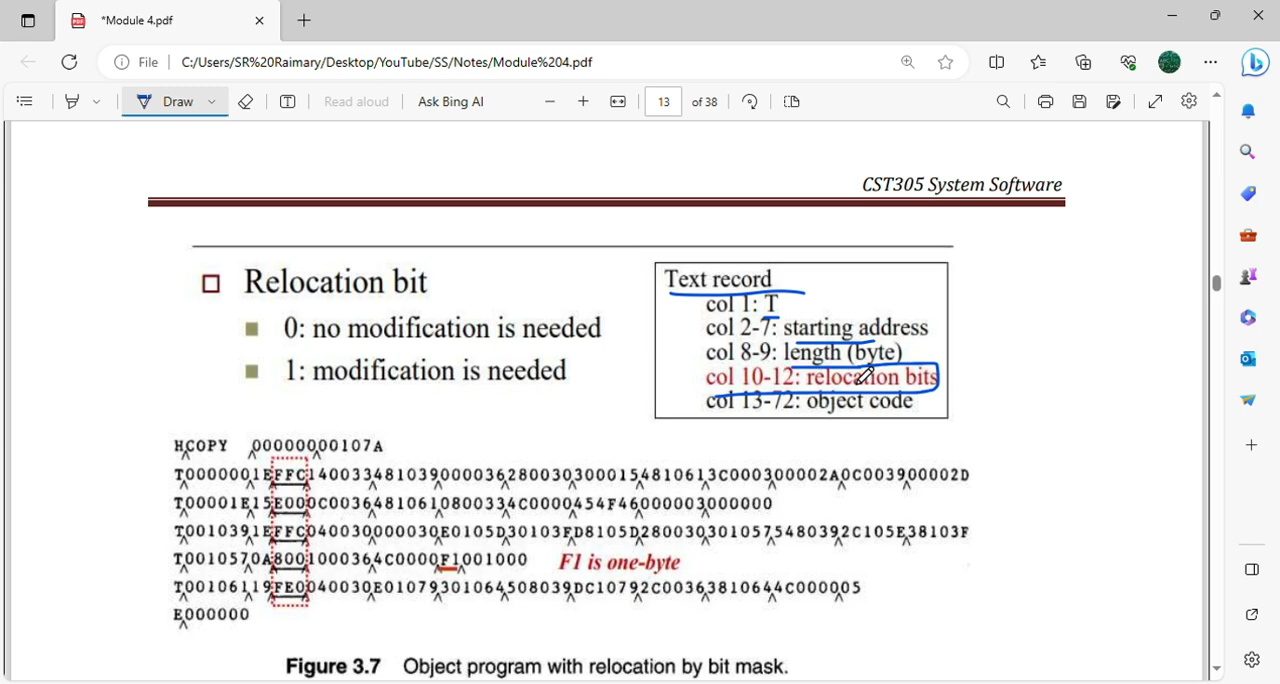 *Module 4.pdf
File C:/Users/SR%20Raimary/Desktop/YouTube/SS/Notes/Module%204.pdf
Draw Read aloud Ask Bing AI 13 of 38
CST305 System Software
Relocation bit
0: no modification is needed
1: modification is needed
Text record
col 1: T
col 2-7: starting address
col 8-9: length (byte)
col 10-12: relocation bits
col 13-72: object code
HCOPY 00000000107A
T0000001EFFC1400334810390000362800303000154810613C000300002A0C003900002D
T00001E15E000C00364810610800334C0000454F46000003000000
T0010391EFFC040030000030E0105D30103FD8105D2800303010575480392C105E38103F
T0010570A8001000364C0000F1001000 F1 is one-byte
T00106119FE0040030E01079301064508039DC10792C00363810644C000005
E000000
Figure 3.7 Object program with relocation by bit mask.